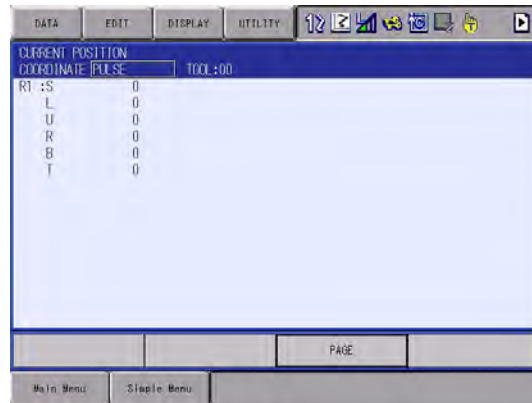 DATA EDIT DISPLAY UTILITY
CURRENT POSITION
COORDINATE PULSE TOOL:00
R1 :S 0
L 0
U 0
R 0
B 0
T 0
PAGE
Main Menu Simple Menu